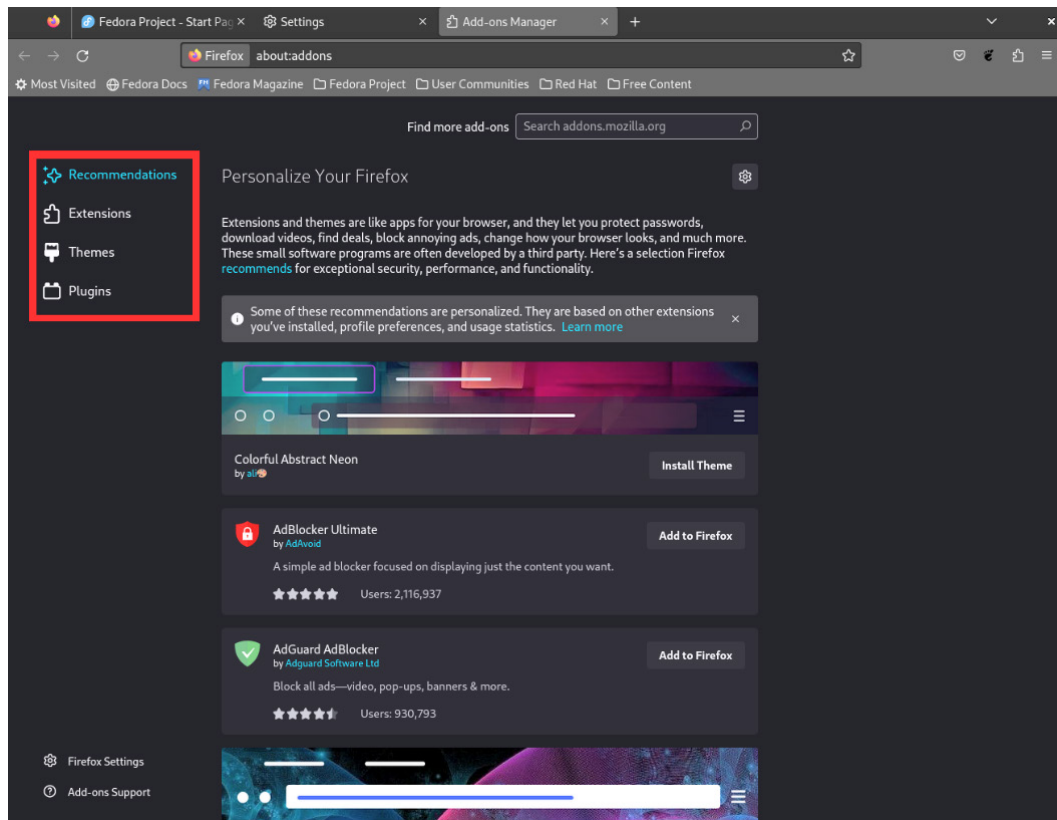 Fedora Project - Start Pag
Settings
Add-ons Manager
Firefox about:addons
Most Visited Fedora Docs Fedora Magazine Fedora Project User Communities Red Hat Free Content
Find more add-ons Search addons.mozilla.org
Recommendations
Extensions
Themes
Plugins
Personalize Your Firefox
Extensions and themes are like apps for your browser, and they let you protect passwords,
download videos, find deals, block annoying ads, change how your browser looks, and much more.
These small software programs are often developed by a third party. Here's a selection Firefox
recommends for exceptional security, performance, and functionality.
Some of these recommendations are personalized. They are based on other extensions
you've installed, profile preferences, and usage statistics. Learn more
Colorful Abstract Neon
by ali
Install Theme
AdBlocker Ultimate
by AdAvoid
Add to Firefox
A simple ad blocker focused on displaying just the content you want.
Users: 2,116,937
AdGuard AdBlocker
by Adguard Software Ltd
Add to Firefox
Block all ads—video, pop-ups, banners & more.
Users: 930,793
Firefox Settings
Add-ons Support